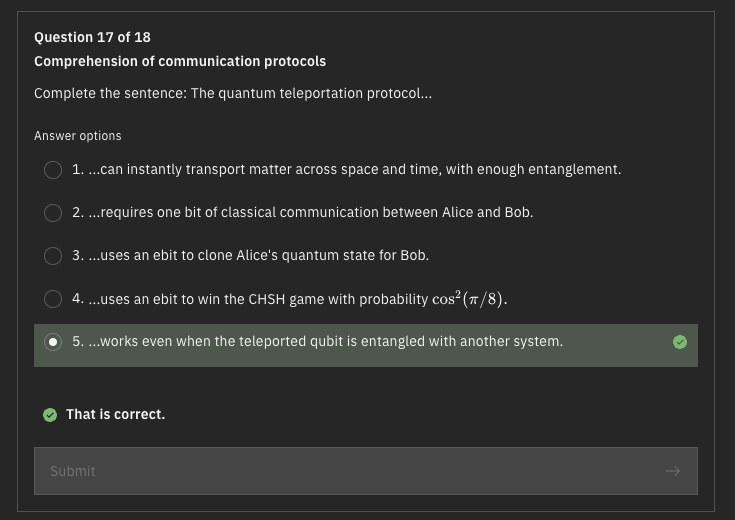 Question 17 of 18
Comprehension of communication protocols
Complete the sentence: The quantum teleportation protocol...
Answer options
1. ...can instantly transport matter across space and time, with enough entanglement.
2. ...requires one bit of classical communication between Alice and Bob.
3. ...uses an ebit to clone Alice's quantum state for Bob.
4. ...uses an ebit to win the CHSH game with probability cos²(π/8).
5. ...works even when the teleported qubit is entangled with another system.
That is correct.
Submit